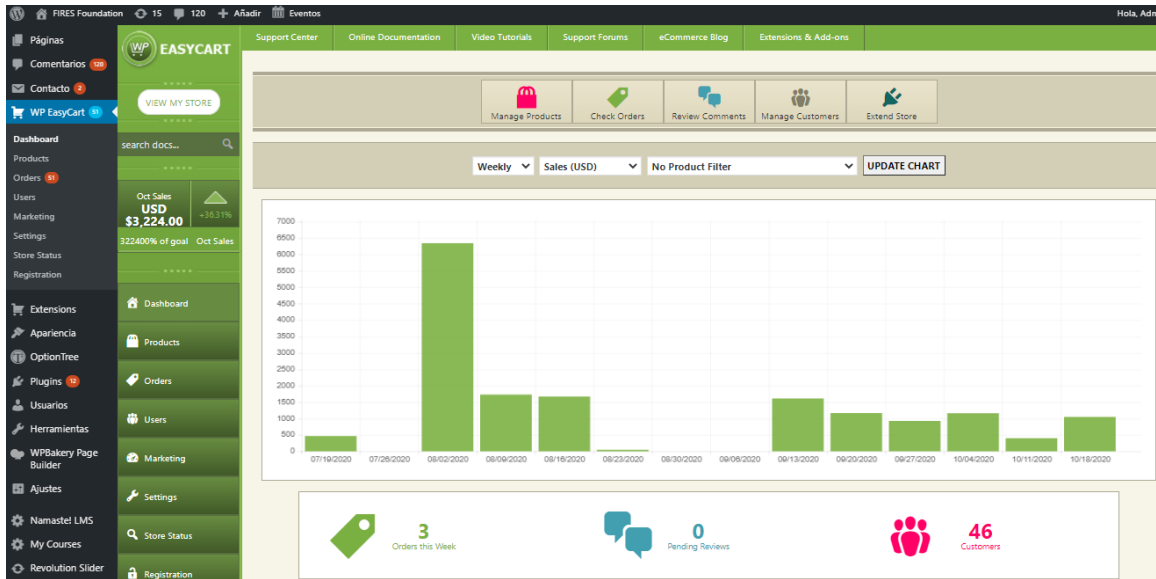 FIRES Foundation 15 120 + Añadir Eventos
Hola, Adm
Páginas
Comentarios 120
Contacto 2
WP EasyCart 51
Dashboard
Products
Orders 51
Users
Marketing
Settings
Store Status
Registration
Extensions
Apariencia
OptionTree
Plugins 12
Usuarios
Herramientas
WPBakery Page
Builder
Ajustes
Namaste! LMS
My Courses
Revolution Slider
WP EASYCART
VIEW MY STORE
search docs...
Oct Sales
USD
$3,224.00
+36.31%
322400% of goal Oct Sales
Dashboard
Products
Orders
Users
Marketing
Settings
Store Status
Registration
Support Center Online Documentation Video Tutorials Support Forums eCommerce Blog Extensions & Add-ons
Manage Products Check Orders Review Comments Manage Customers Extend Store
Weekly Sales (USD) No Product Filter UPDATE CHART
7000
6500
6000
5500
5000
4500
4000
3500
3000
2500
2000
1500
1000
500
0
07/19/2020 07/26/2020 08/02/2020 08/09/2020 08/16/2020 08/23/2020 08/30/2020 09/06/2020 09/13/2020 09/20/2020 09/27/2020 10/04/2020 10/11/2020 10/18/2020
3
Orders this Week
0
Pending Reviews
46
Customers